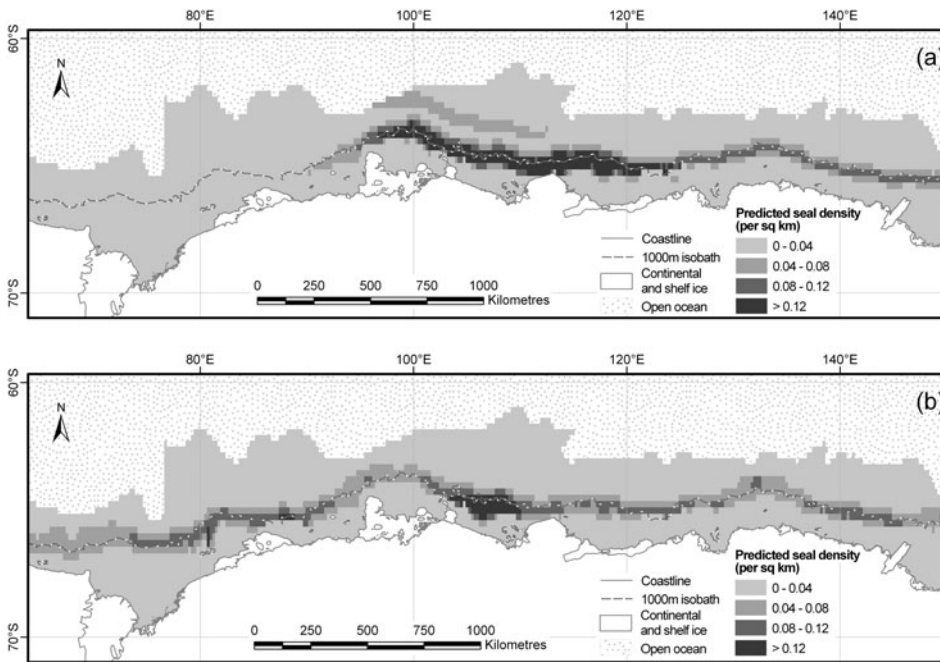 80°E 100°E 120°E 140°E
60°S
(a)
N
Predicted seal density
(per sq km)
Coastline
0 - 0.04
1000m isobath
0.04 - 0.08
Continental
and shelf ice
0.08 - 0.12
Open ocean
> 0.12
0 250 500 750 1000
Kilometres
70°S
80°E 100°E 120°E 140°E
60°S
(b)
N
Predicted seal density
(per sq km)
Coastline
0 - 0.04
1000m isobath
0.04 - 0.08
Continental
and shelf ice
0.08 - 0.12
Open ocean
> 0.12
0 250 500 750 1000
Kilometres
70°S